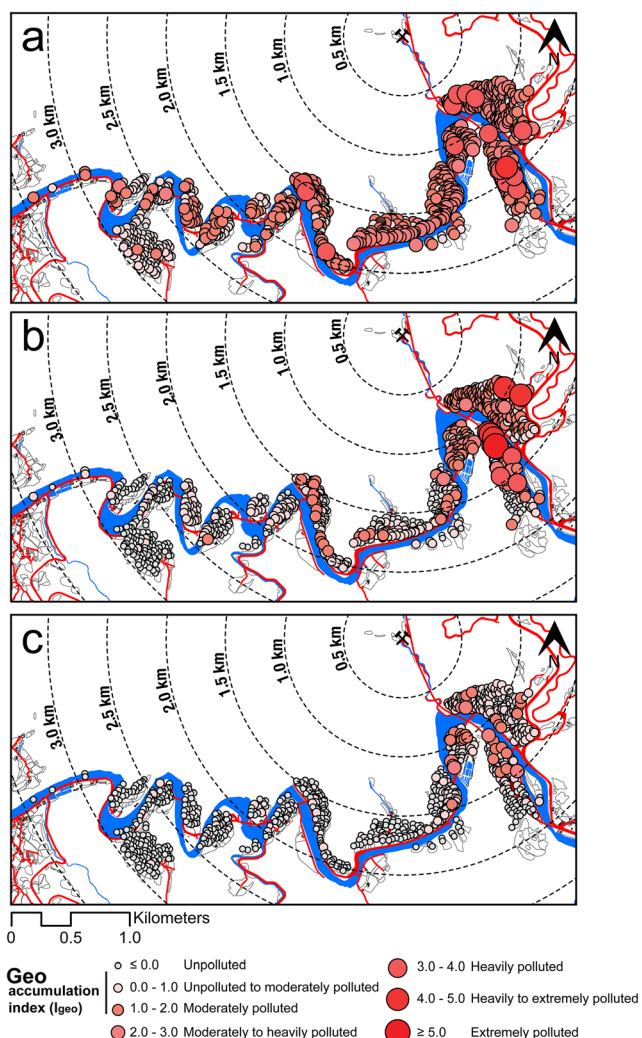 a
0.5 km
1.0 km
1.5 km
2.0 km
2.5 km
3.0 km
N
b
0.5 km
1.0 km
1.5 km
2.0 km
2.5 km
3.0 km
N
c
0.5 km
1.0 km
1.5 km
2.0 km
2.5 km
3.0 km
N
Kilometers
0 0.5 1.0
Geo
accumulation
index (Igeo)
≤ 0.0 Unpolluted
0.0 - 1.0 Unpolluted to moderately polluted
1.0 - 2.0 Moderately polluted
2.0 - 3.0 Moderately to heavily polluted
3.0 - 4.0 Heavily polluted
4.0 - 5.0 Heavily to extremely polluted
≥ 5.0 Extremely polluted